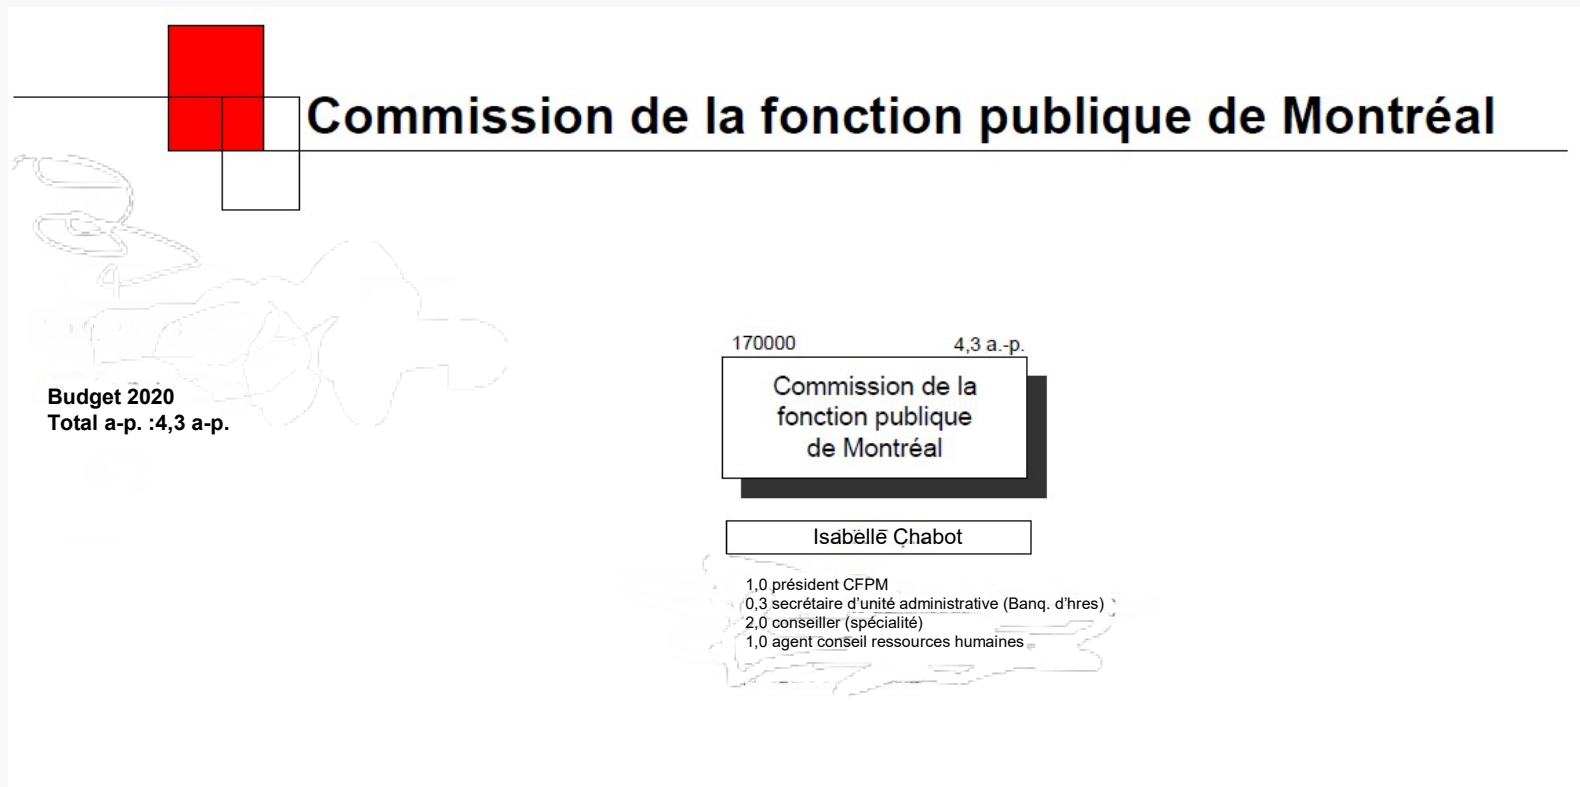 Commission de la fonction publique de Montréal
170000 4,3 a.-p.
Commission de la
fonction publique
de Montréal
Budget 2020
Total a-p. :4,3 a-p.
Isabelle Chabot
1,0 président CFPM
0,3 secrétaire d'unité administrative (Banq. d'hres)
2,0 conseiller (spécialité)
1,0 agent conseil ressources humaines